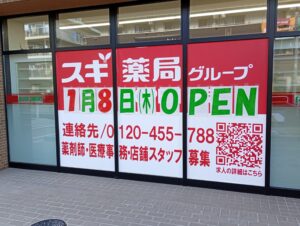 スギ薬局グループ
1月8日(木)OPEN
連絡先/0120-455-788
薬剤師・医療事務・店舗スタッフ募集
求人の詳細はこちら